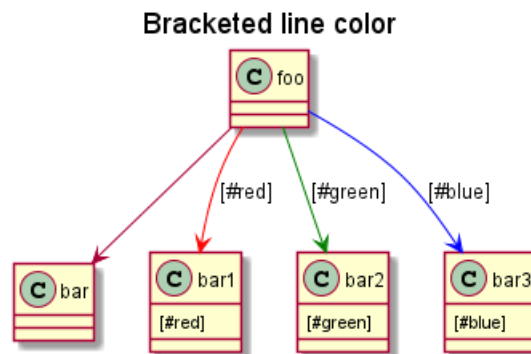 Bracketed line color
C foo
[#red]
[#green]
[#blue]
C bar
C bar1
[#red]
C bar2
[#green]
C bar3
[#blue]